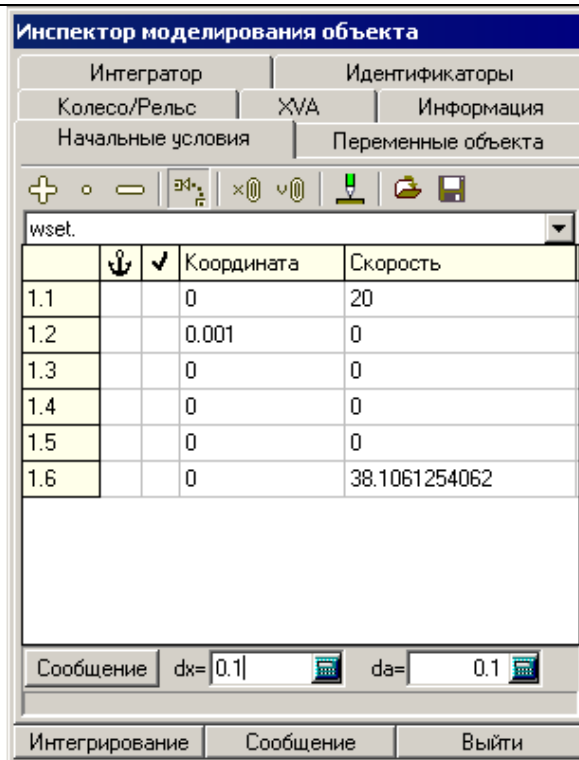 Инспектор моделирования объекта
Интегратор Идентификаторы
Колесо/Рельс XVA Информация
Начальные условия Переменные объекта
wset.
Координата Скорость
1.1 0 20
1.2 0.001 0
1.3 0 0
1.4 0 0
1.5 0 0
1.6 0 38.1061254062
Сообщение dx= 0.1 da= 0.1
Интегрирование Сообщение Выйти